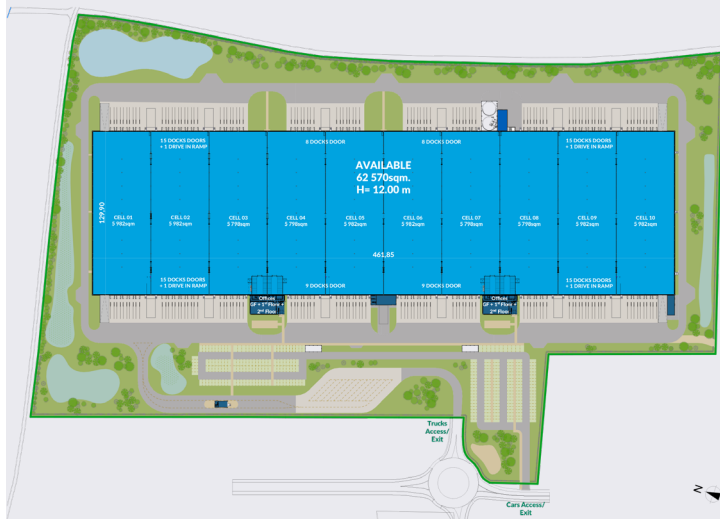 15 DOCKS DOORS
+ 1 DRIVE IN RAMP
8 DOCKS DOOR
8 DOCKS DOOR
15 DOCKS DOORS
+ 1 DRIVE IN RAMP
AVAILABLE
62 570sqm.
H= 12.00 m
129,90
CELL 01
5 982sqm
CELL 02
5 982sqm
CELL 03
5 798sqm
CELL 04
5 798sqm
CELL 05
5 982sqm
CELL 06
5 982sqm
CELL 07
5 798sqm
CELL 08
5 798sqm
CELL 09
5 982sqm
CELL 10
5 982sqm
461,85
15 DOCKS DOORS
+ 1 DRIVE IN RAMP
9 DOCKS DOOR
9 DOCKS DOOR
15 DOCKS DOORS
+ 1 DRIVE IN RAMP
Offices
GF + 1st Floor +
2nd Floor
Offices
GF + 1st Floor +
2nd Floor
Trucks
Access/
Exit
N
Cars Access/
Exit